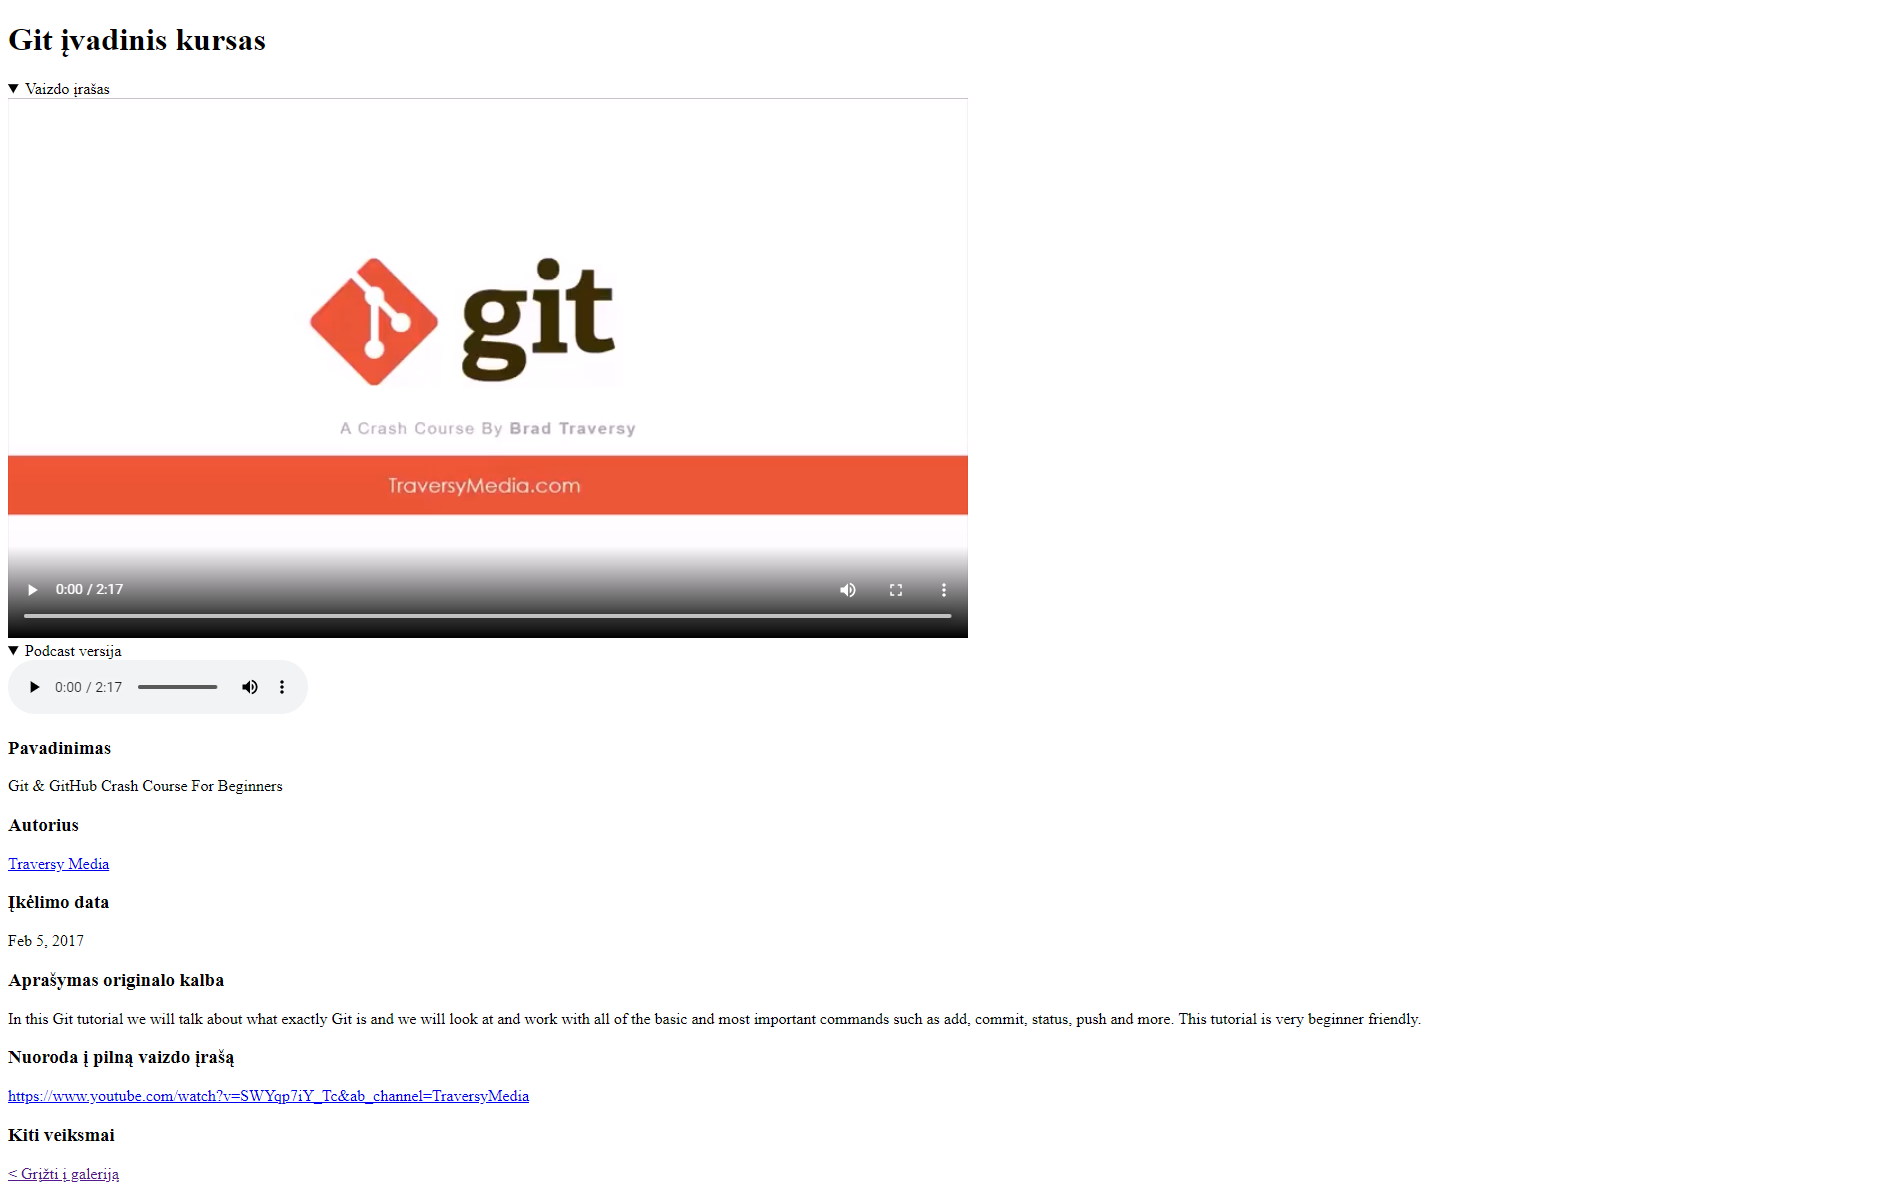 Git įvadinis kursas
Vaizdo įrašas
git
A Crash Course By Brad Traversy
TraversyMedia.com
0:00 / 2:17
Podcast versija
0:00 / 2:17
Pavadinimas
Git & GitHub Crash Course For Beginners
Autorius
Traversy Media
Įkėlimo data
Feb 5, 2017
Aprašymas originalo kalba
In this Git tutorial we will talk about what exactly Git is and we will look at and work with all of the basic and most important commands such as add, commit, status, push and more. This tutorial is very beginner friendly.
Nuoroda į pilną vaizdo įrašą
https://www.youtube.com/watch?v=SWYqp7iY_Tc&ab_channel=TraversyMedia
Kiti veiksmai
< Grįžti į galeriją